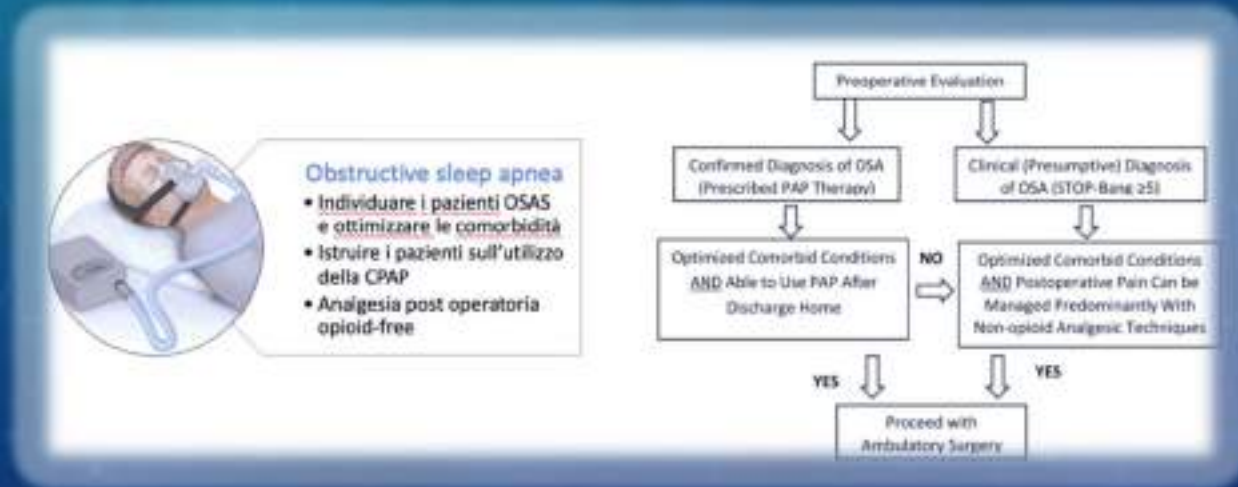 Obstructive sleep apnea
• Individuare i pazienti OSAS
e ottimizzare le comorbidità
• Istruire i pazienti sull'utilizzo
della CPAP
• Analgesia post operatoria
opioid-free
Preoperative Evaluation
Confirmed Diagnosis of OSA
(Prescribed PAP Therapy)
Clinical (Presumptive) Diagnosis
of OSA (STOP-Bang ≥5)
Optimized Comorbid Conditions
AND Able to Use PAP After
Discharge Home
NO
Optimized Comorbid Conditions
AND Postoperative Pain Can be
Managed Predominantly With
Non-opioid Analgesic Techniques
YES
YES
Proceed with
Ambulatory Surgery